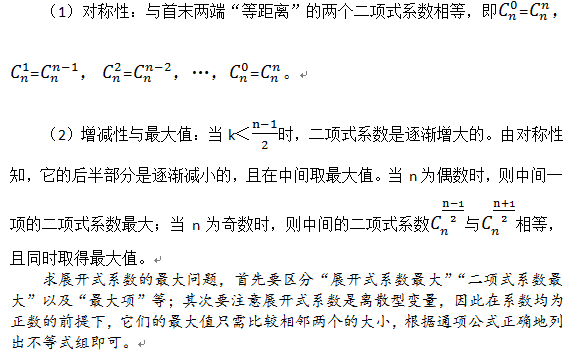 (1) 对称性:与首末两端“等距离”的两个二项式系数相等,即$C_n^0=C_n^n$,
$C_n^1=C_n^{n-1}$, $C_n^2=C_n^{n-2}$, …, $C_n^0=C_n^n$。
(2) 增减性与最大值:当 k<$\frac{n-1}{2}$时,二项式系数是逐渐增大的。由对称性
知,它的后半部分是逐渐减小的,且在中间取最大值。当 n 为偶数时,则中间一
项的二项式系数最大;当 n 为奇数时,则中间的二项式系数$C_n^{\frac{n-1}{2}}$与$C_n^{\frac{n+1}{2}}$相等,
且同时取得最大值。
求展开式系数的最大问题,首先要区分“展开式系数最大”“二项式系数最
大”以及“最大项”等;其次要注意展开式系数是离散型变量,因此在系数均为
正数的前提下,它们的最大值只需比较相邻两个的大小,根据通项公式正确地列
出不等式组即可。